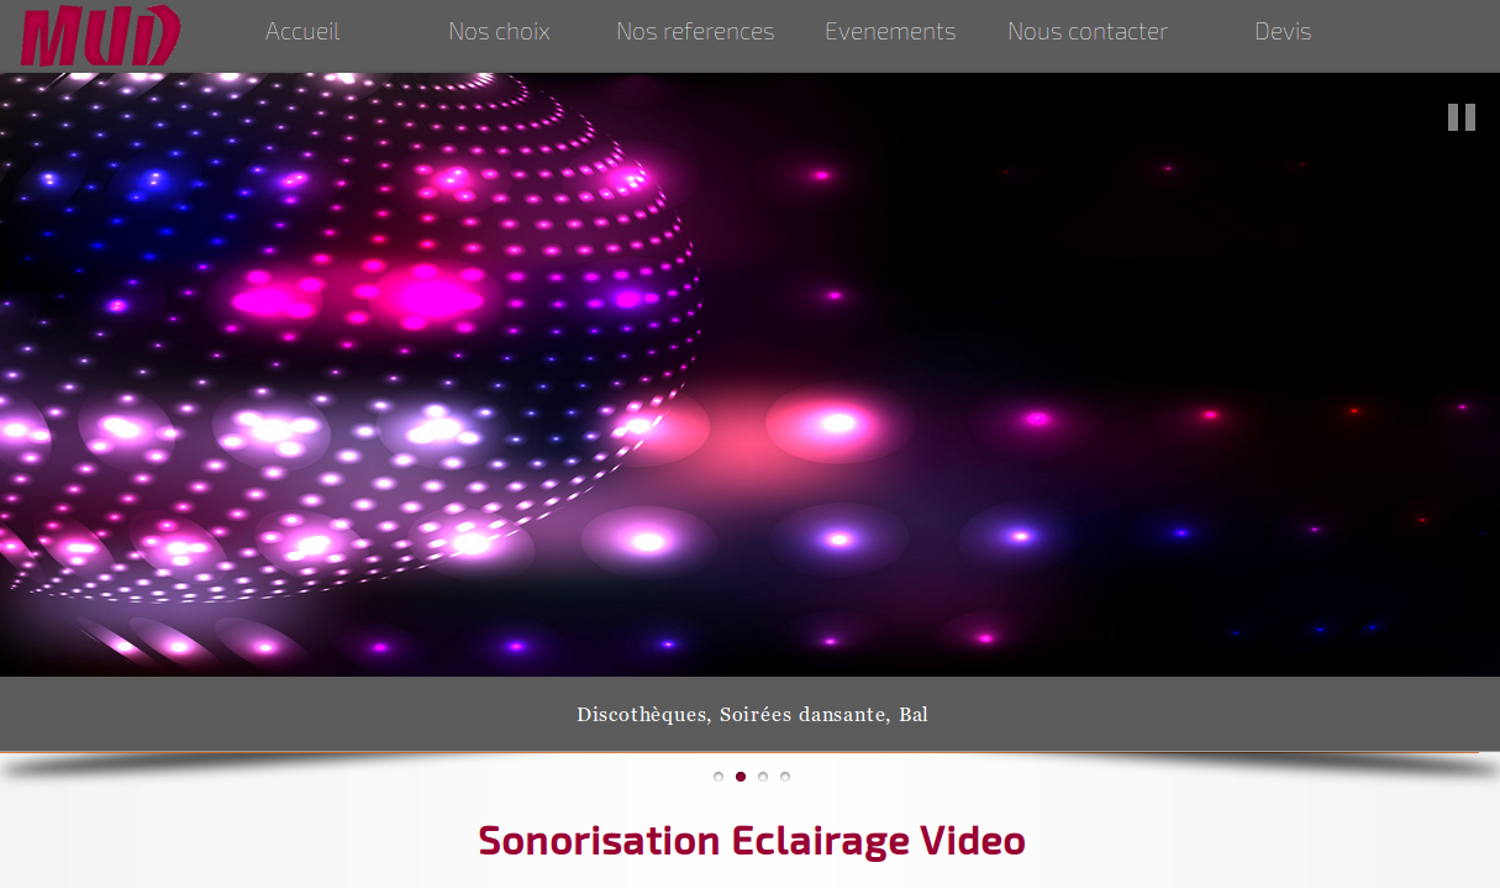 MUD
Accueil Nos choix Nos references Evenements Nous contacter Devis
Discothèques, Soirées dansante, Bal
Sonorisation Eclairage Video